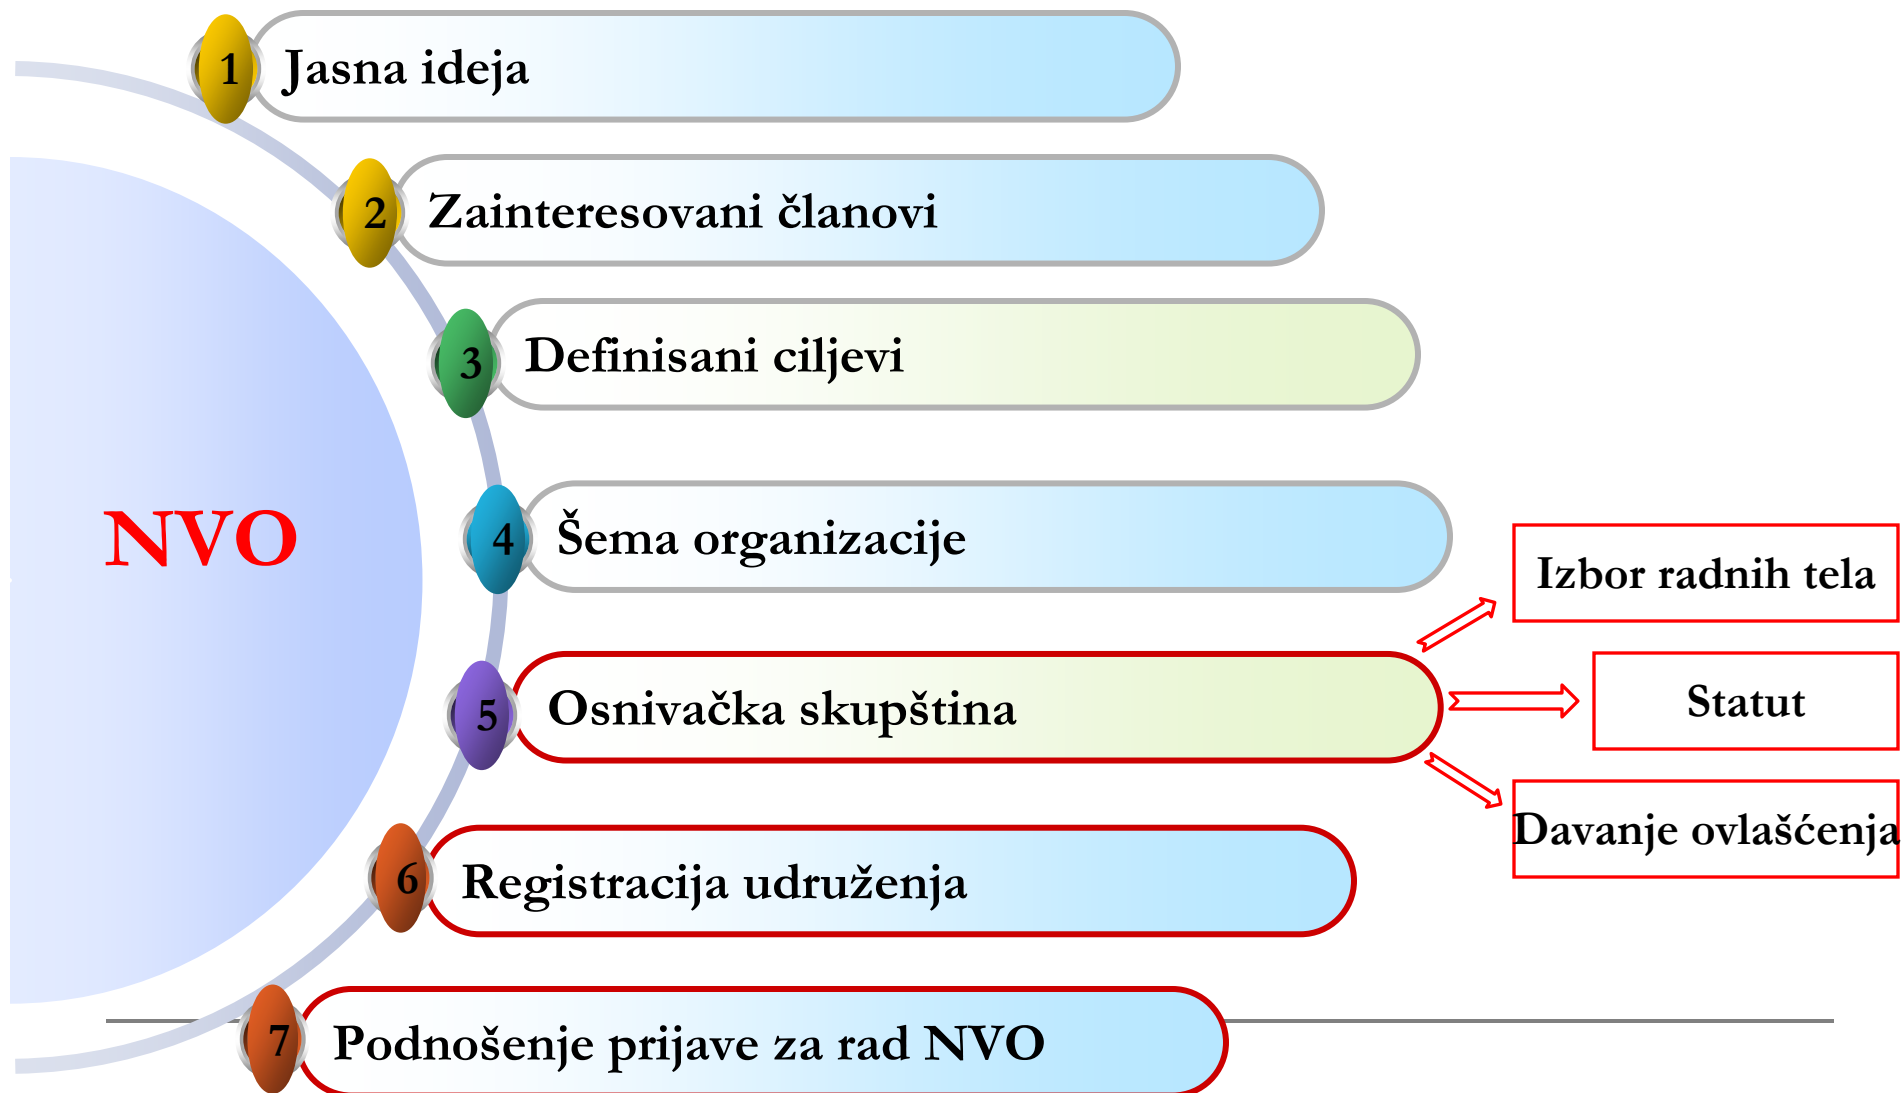 1 Jasna ideja
2 Zainteresovani članovi
3 Definisani ciljevi
NVO
4 Šema organizacije
5 Osnivačka skupština
Izbor radnih tela
Statut
Davanje ovlašćenja
6 Registracija udruženja
7 Podnošenje prijave za rad NVO